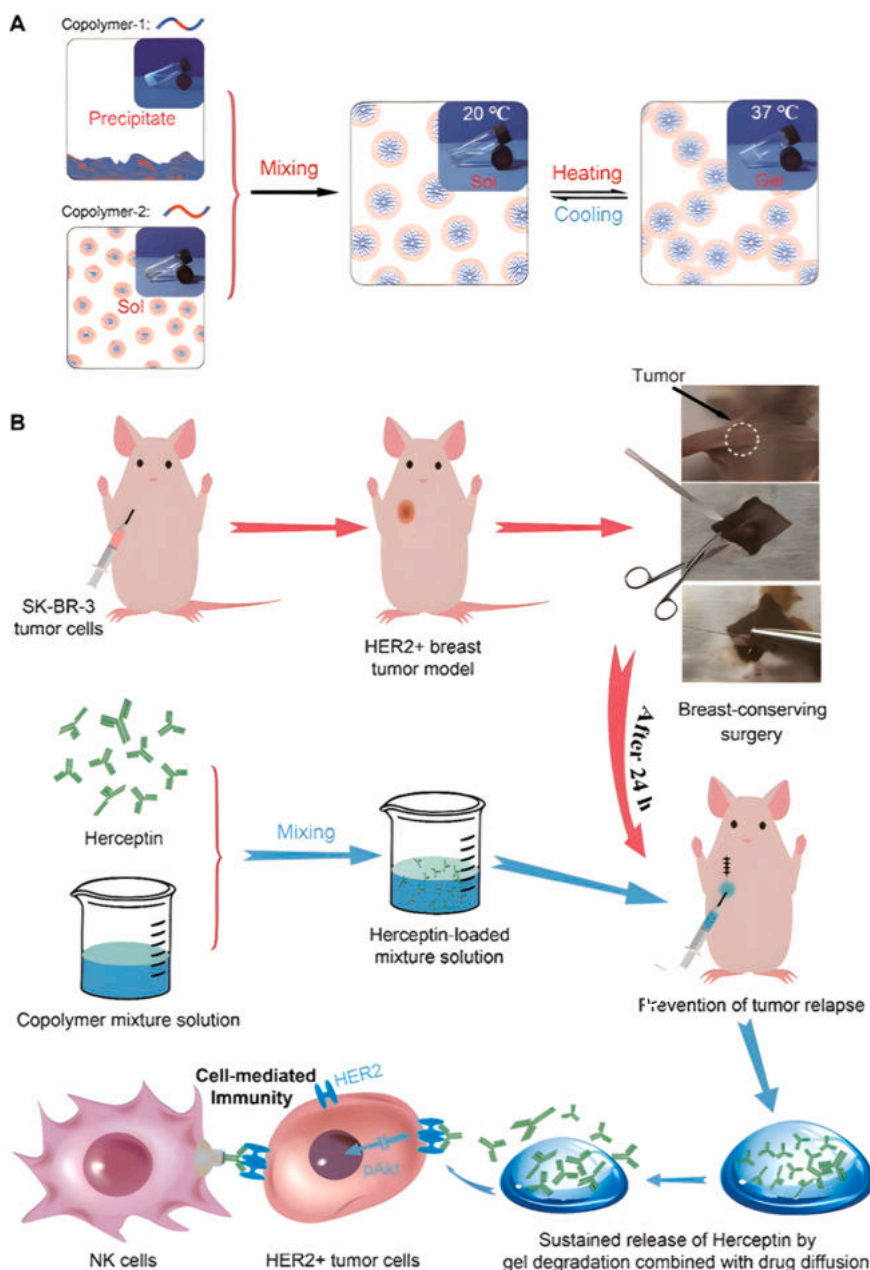 A
Copolymer-1:
Precipitate
Copolymer-2:
Sol
Mixing
20 °C
Sol
Heating
Cooling
37 °C
Gel
B
SK-BR-3
tumor cells
HER2+ breast
tumor model
Tumor
Breast-conserving
surgery
After 24 h
Herceptin
Copolymer mixture solution
Mixing
Herceptin-loaded
mixture solution
Prevention of tumor relapse
Cell-mediated
Immunity
HER2
pAkt
NK cells
HER2+ tumor cells
Sustained release of Herceptin by
gel degradation combined with drug diffusion